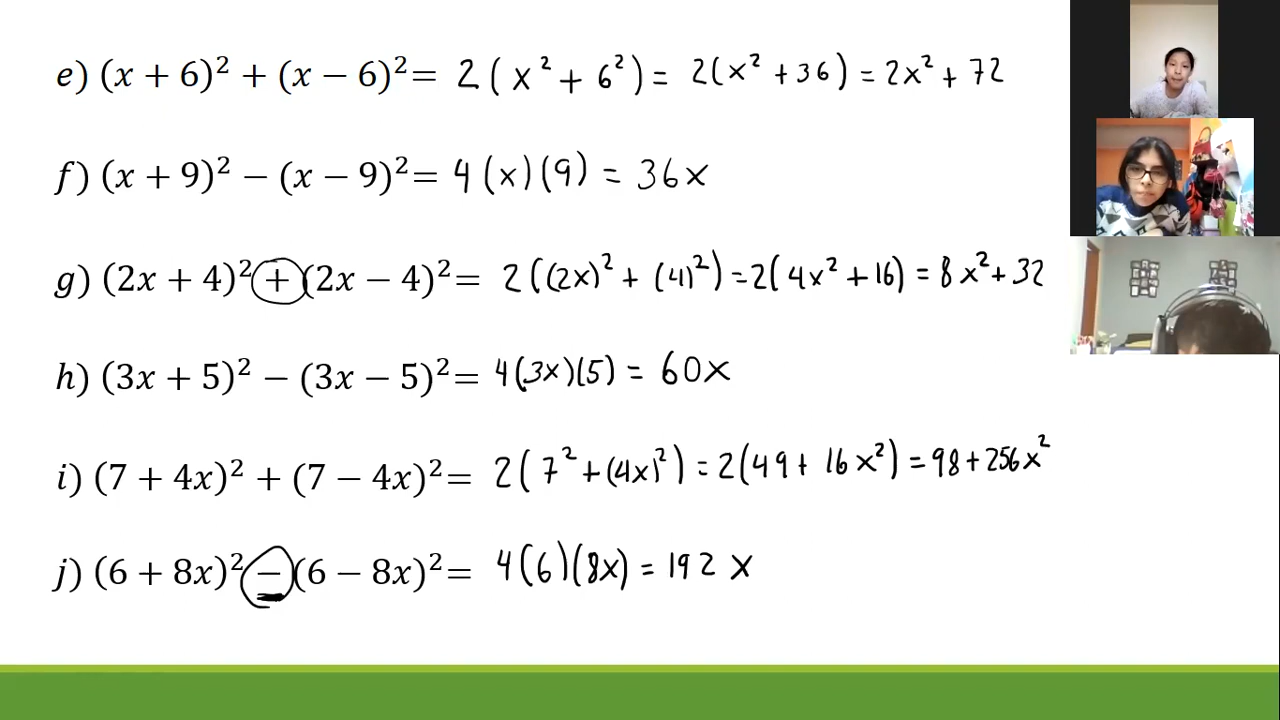 e) (x + 6)² + (x − 6)² = 2(x² + 6²) = 2(x² + 36) = 2x² + 72
f) (x + 9)² − (x − 9)² = 4(x)(9) = 36x
g) (2x + 4)² + (2x − 4)² = 2((2x)² + (4)²) = 2(4x² + 16) = 8x² + 32
h) (3x + 5)² − (3x − 5)² = 4(3x)(5) = 60x
i) (7 + 4x)² + (7 − 4x)² = 2(7² + (4x)²) = 2(49 + 16x²) = 98 + 256x²
j) (6 + 8x)² − (6 − 8x)² = 4(6)(8x) = 192x